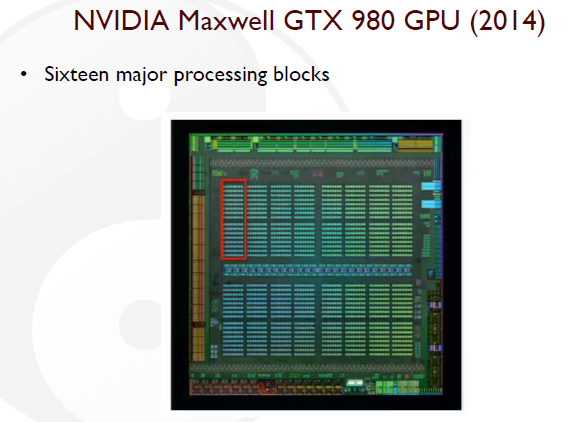 NVIDIA Maxwell GTX 980 GPU (2014)
• Sixteen major processing blocks